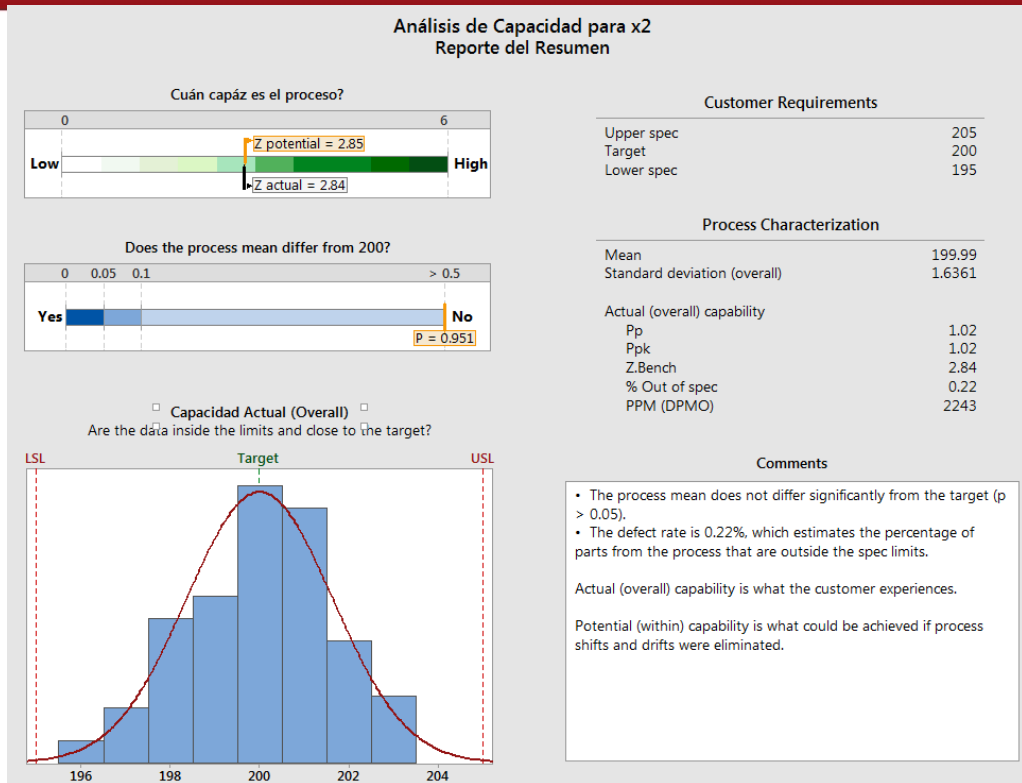 Análisis de Capacidad para x2
Reporte del Resumen
Cuán capáz es el proceso?
0 6
Low High
Z potential = 2.85
Z actual = 2.84
Does the process mean differ from 200?
0 0.05 0.1 > 0.5
Yes No
P = 0.951
Capacidad Actual (Overall)
Are the data inside the limits and close to the target?
LSL Target USL
196 198 200 202 204
Customer Requirements
Upper spec 205
Target 200
Lower spec 195
Process Characterization
Mean 199.99
Standard deviation (overall) 1.6361
Actual (overall) capability
Pp 1.02
Ppk 1.02
Z.Bench 2.84
% Out of spec 0.22
PPM (DPMO) 2243
Comments
• The process mean does not differ significantly from the target (p
> 0.05).
• The defect rate is 0.22%, which estimates the percentage of
parts from the process that are outside the spec limits.
Actual (overall) capability is what the customer experiences.
Potential (within) capability is what could be achieved if process
shifts and drifts were eliminated.